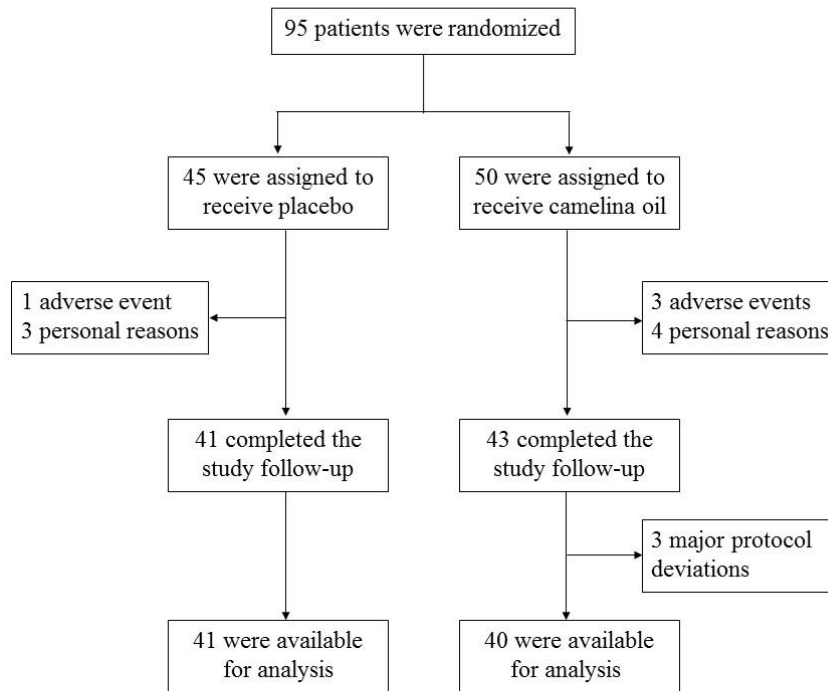 95 patients were randomized
45 were assigned to
receive placebo
50 were assigned to
receive camelina oil
1 adverse event
3 personal reasons
3 adverse events
4 personal reasons
41 completed the
study follow-up
43 completed the
study follow-up
3 major protocol
deviations
41 were available
for analysis
40 were available
for analysis